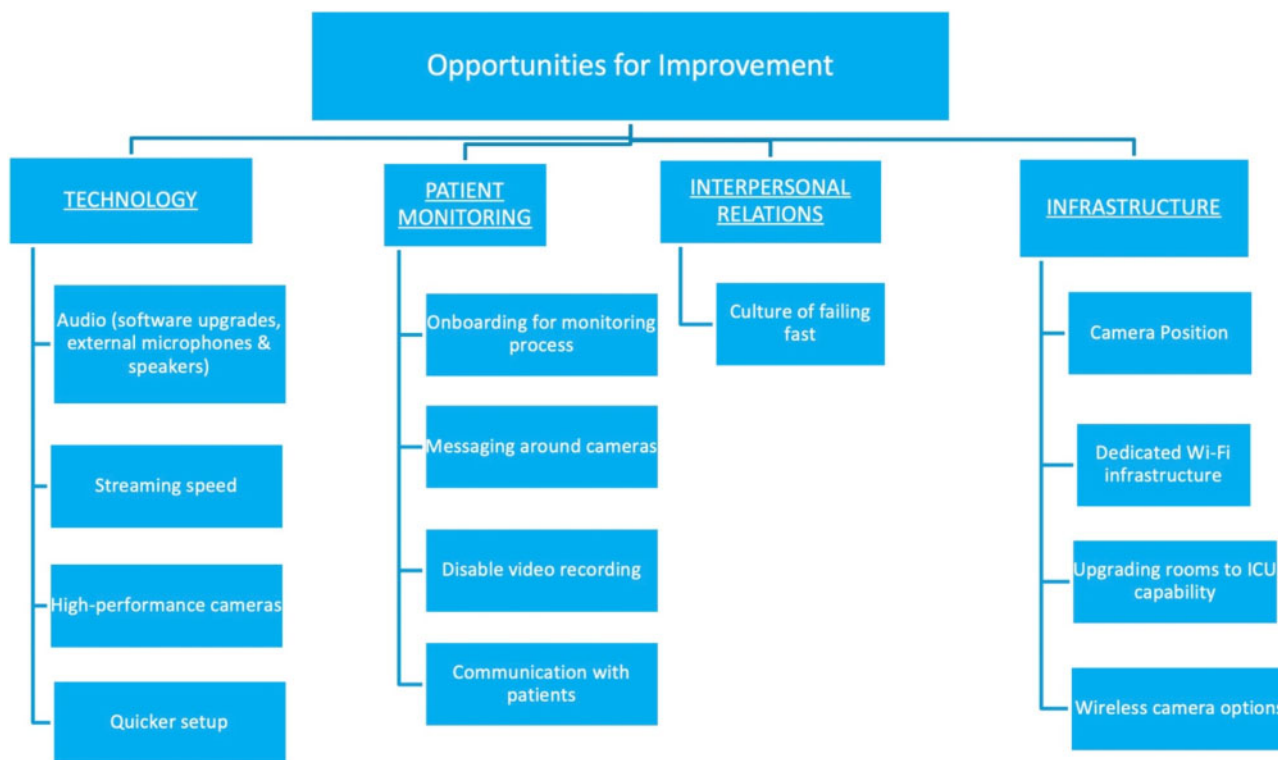 Opportunities for Improvement
TECHNOLOGY
Audio (software upgrades,
external microphones &
speakers)
Streaming speed
High-performance cameras
Quicker setup
PATIENT
MONITORING
Onboarding for monitoring
process
Messaging around cameras
Disable video recording
Communication with
patients
INTERPERSONAL
RELATIONS
Culture of failing
fast
INFRASTRUCTURE
Camera Position
Dedicated Wi-Fi
infrastructure
Upgrading rooms to ICU
capability
Wireless camera options